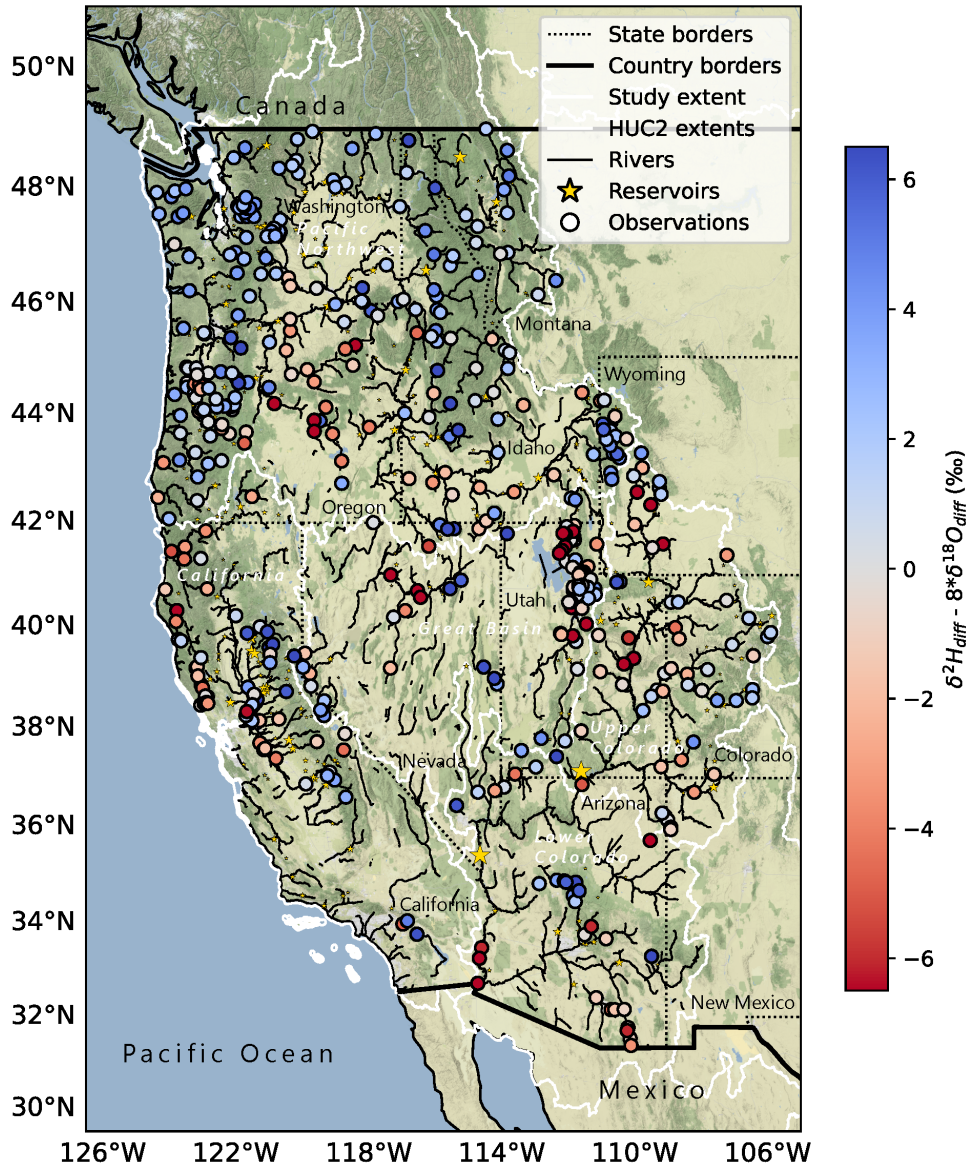 50°N
48°N
46°N
44°N
42°N
40°N
38°N
36°N
34°N
32°N
30°N
126°W
122°W
118°W
114°W
110°W
106°W
State borders
Country borders
Study extent
HUC2 extents
Rivers
Reservoirs
Observations
Canada
Washington
Pacific
Northwest
Montana
Wyoming
Idaho
Oregon
California
Utah
Great Basin
Nevada
Upper
Colorado
Colorado
Arizona
Lower
Colorado
California
New Mexico
Pacific Ocean
Mexico
6
4
2
0
−2
−4
−6
δ²H_diff - 8*δ¹⁸O_diff (‰)